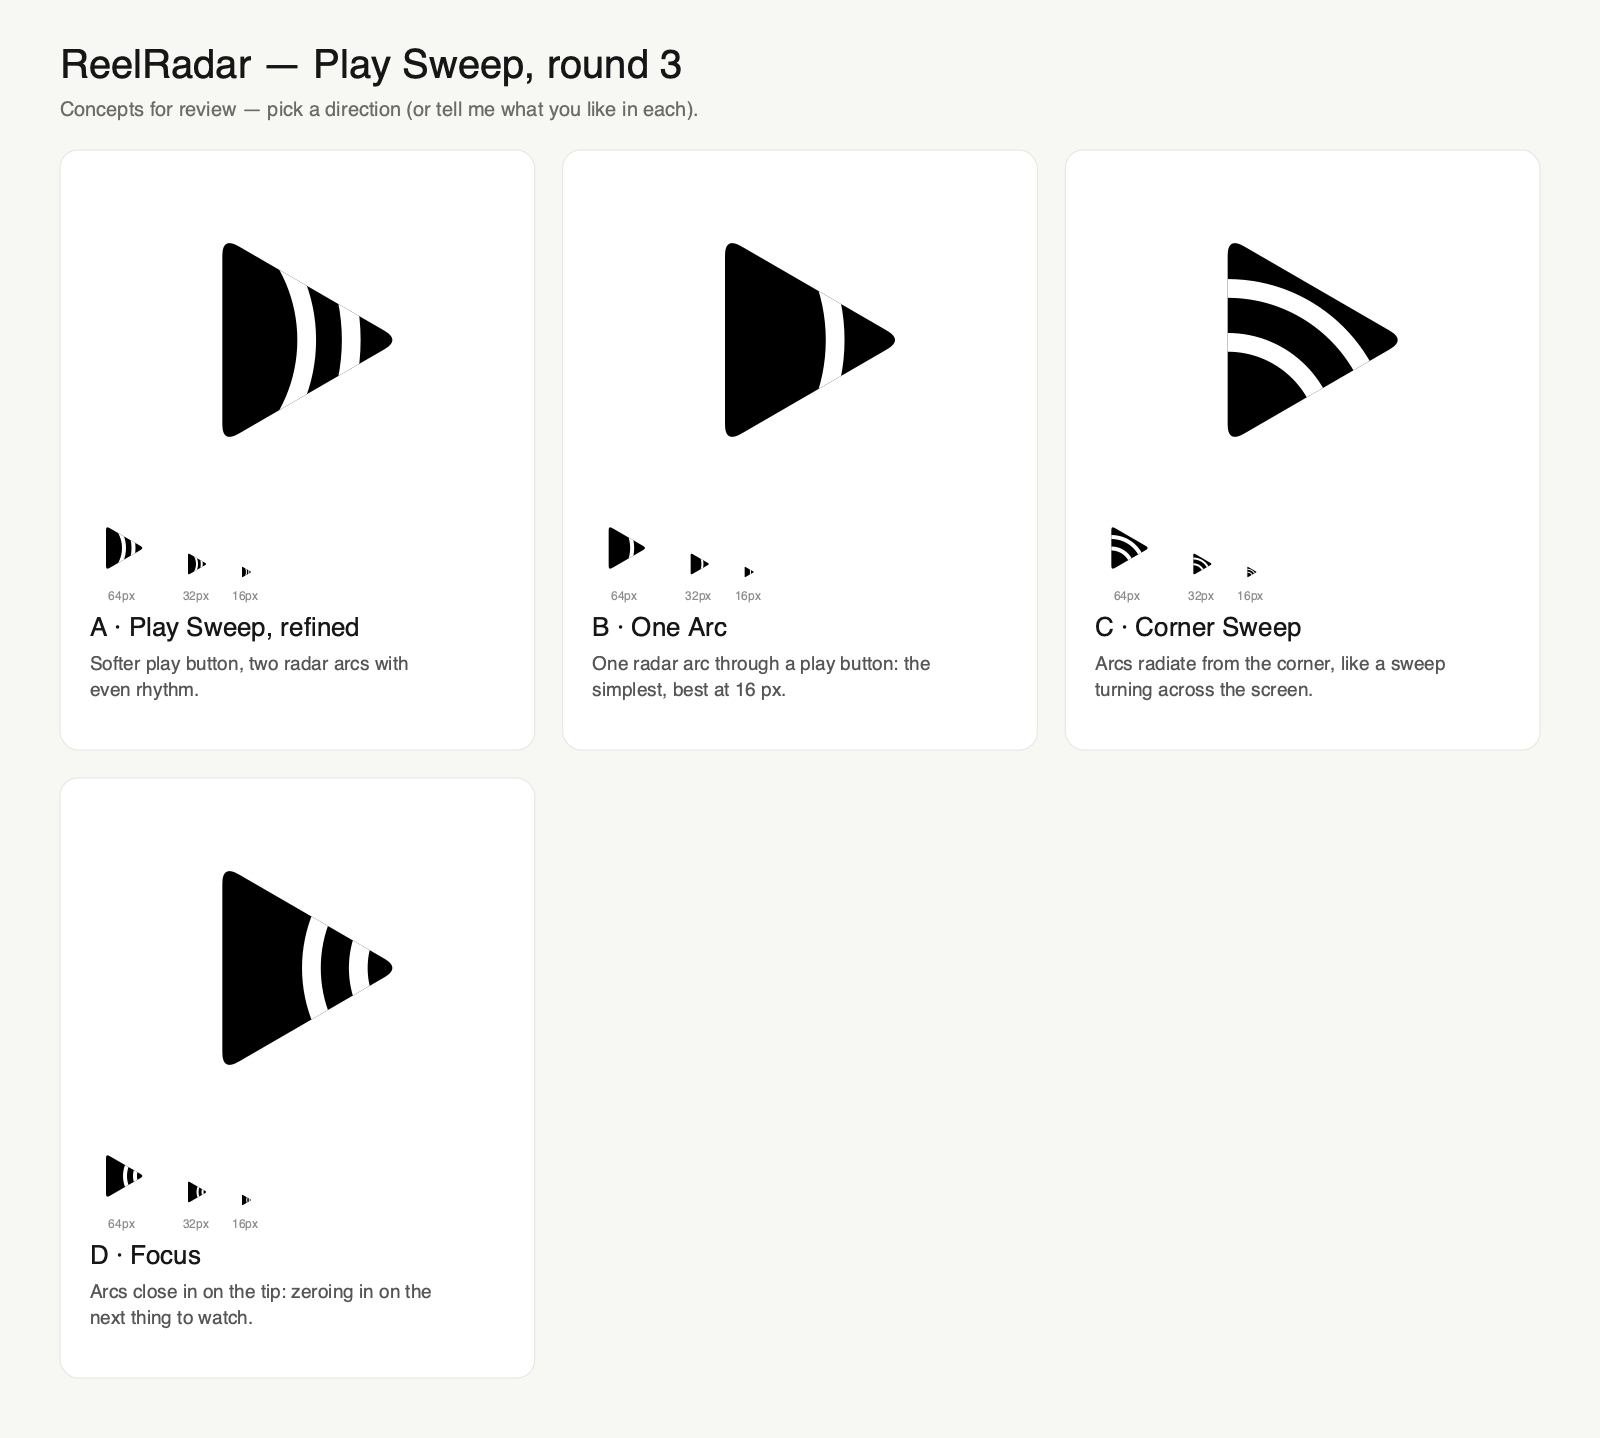 ReelRadar — Play Sweep, round 3
Concepts for review — pick a direction (or tell me what you like in each).
64px 32px 16px
A · Play Sweep, refined
Softer play button, two radar arcs with
even rhythm.
64px 32px 16px
B · One Arc
One radar arc through a play button: the
simplest, best at 16 px.
64px 32px 16px
C · Corner Sweep
Arcs radiate from the corner, like a sweep
turning across the screen.
64px 32px 16px
D · Focus
Arcs close in on the tip: zeroing in on the
next thing to watch.